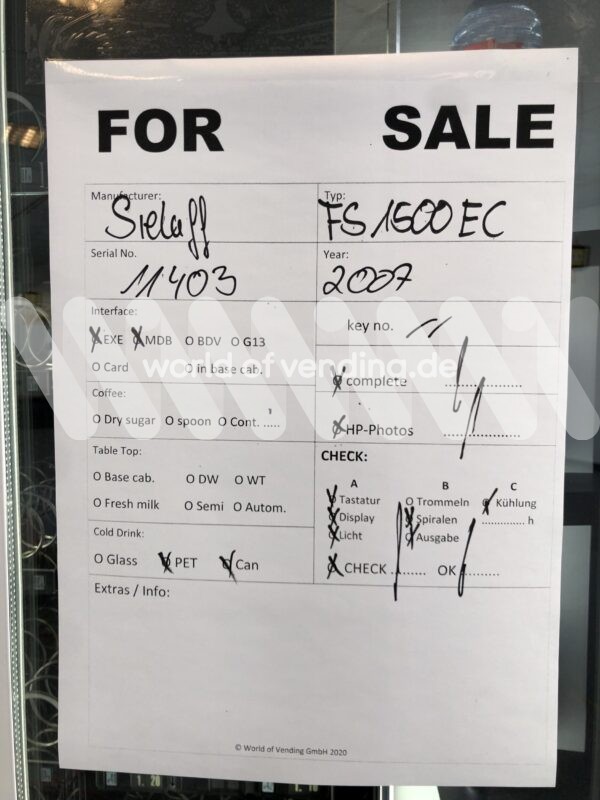 FOR SALE
Manufacturer: Sielaff
Typ: FS 1500 EC
Serial No. 11403
Year: 2007
Interface:
EXE MDB O BDV O G13
O Card O in base cab.
key no.
world of vending.de
complete ..................
Coffee:
O Dry sugar O spoon O Cont. .....
HP-Photos ..................
Table Top:
O Base cab. O DW O WT
O Fresh milk O Semi O Autom.
CHECK:
A B C
Tastatur O Trommeln Kühlung
Display Spiralen ............. h
Licht Ausgabe
CHECK ......... OK .........
Cold Drink:
O Glass PET Can
Extras / Info:
© World of Vending GmbH 2020